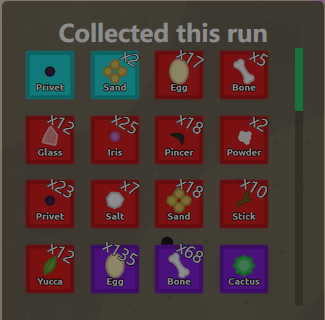 Collected this run
Privet
x2 Sand
x17 Egg
x5 Bone
x12 Glass
x25 Iris
x18 Pincer
x2 Powder
x23 Privet
x7 Salt
x18 Sand
x10 Stick
x12 Yucca
x135 Egg
x68 Bone
Cactus